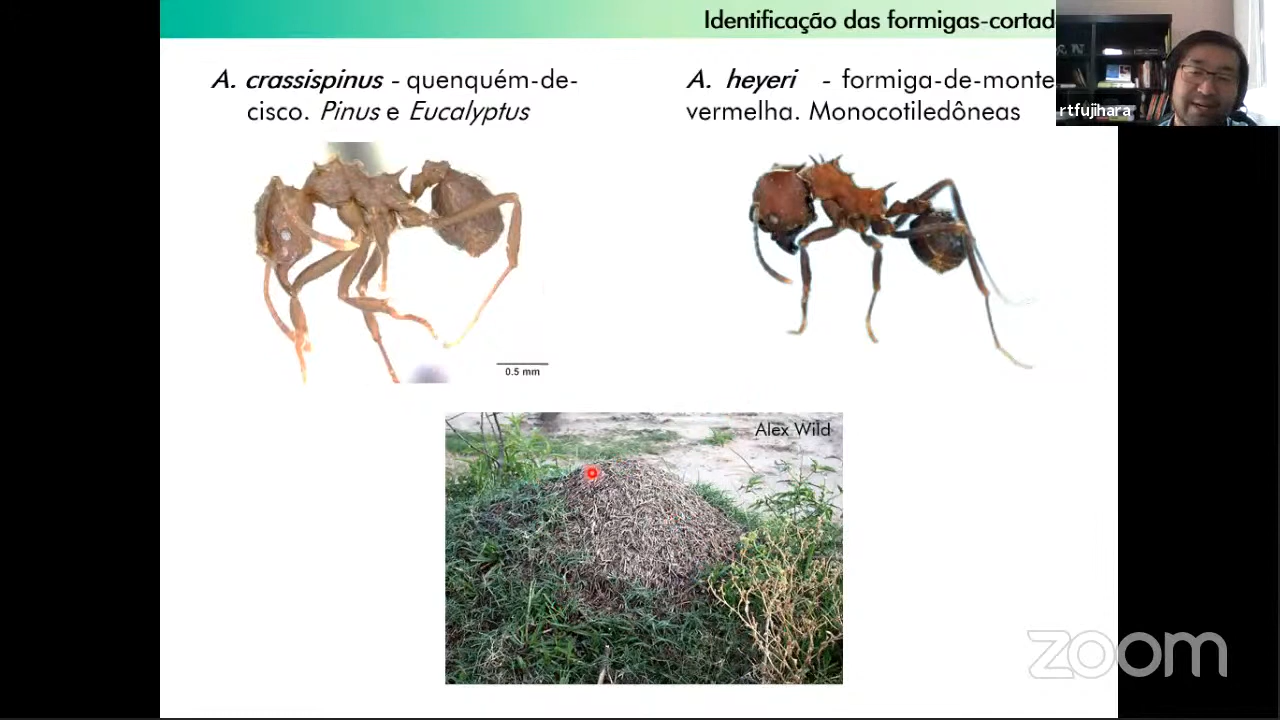 Identificação das formigas-cortad
A. crassispinus - quenquém-de-
cisco. Pinus e Eucalyptus
A. heyeri - formiga-de-monte
vermelha. Monocotiledôneas
rtfujihara
0.5 mm
Alex Wild
zoom